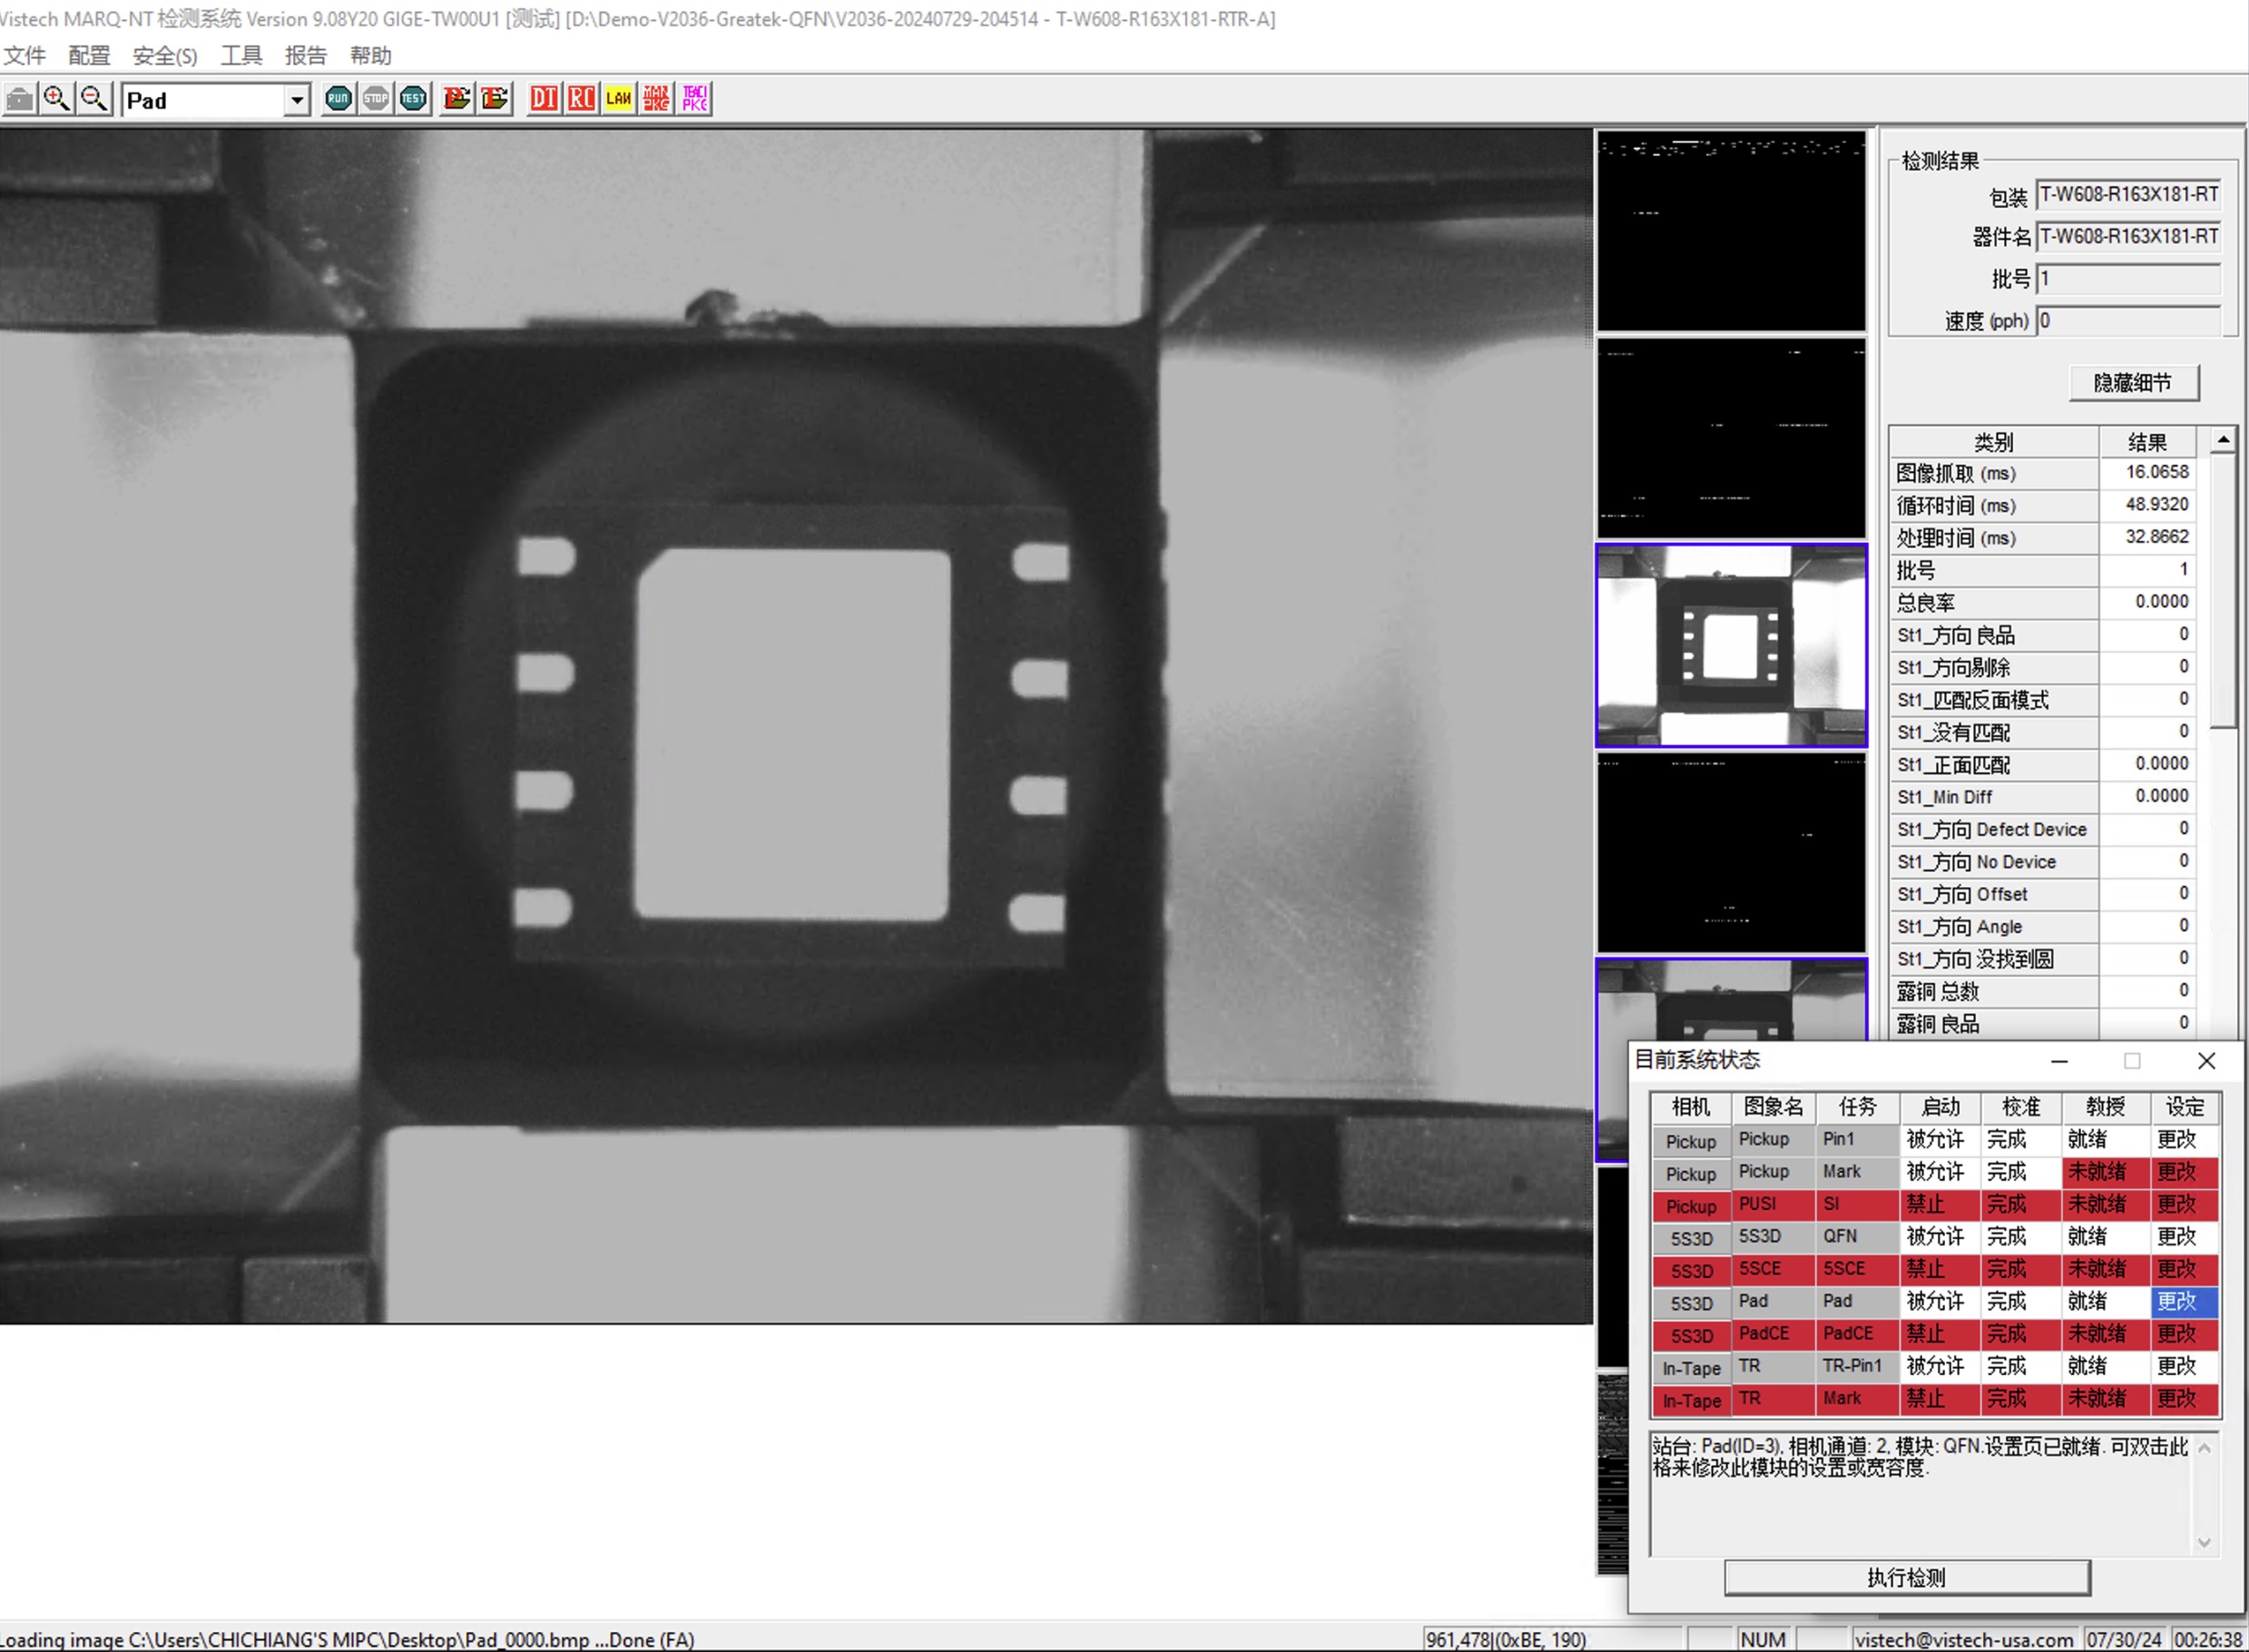 Vistech MARQ-NT 检测系统 Version 9.08Y20 GIGE-TW00U1 [测试] [D:\Demo-V2036-Greatek-QFN\V2036-20240729-204514 - T-W608-R163X181-RTR-A]
文件 配置 安全(S) 工具 报告 帮助
Pad RUN STOP TEST DT RC LAW PKG TEACH PKG
检测结果
包装 T-W608-R163X181-RT
器件名 T-W608-R163X181-RT
批号 1
速度 (pph) 0
隐藏细节
类别 结果
图像抓取 (ms) 16.0658
循环时间 (ms) 48.9320
处理时间 (ms) 32.8662
批号 1
总良率 0.0000
St1_方向 良品 0
St1_方向剔除 0
St1_匹配反面模式 0
St1_没有匹配 0
St1_正面匹配 0.0000
St1_Min Diff 0.0000
St1_方向 Defect Device 0
St1_方向 No Device 0
St1_方向 Offset 0
St1_方向 Angle 0
St1_方向 没找到圆 0
露铜 总数 0
露铜 良品 0
目前系统状态
相机 图象名 任务 启动 校准 教授 设定
Pickup Pickup Pin1 被允许 完成 就绪 更改
Pickup Pickup Mark 被允许 完成 未就绪 更改
Pickup PUSI SI 禁止 完成 未就绪 更改
5S3D 5S3D QFN 被允许 完成 就绪 更改
5S3D 5SCE 5SCE 禁止 完成 未就绪 更改
5S3D Pad Pad 被允许 完成 就绪 更改
5S3D PadCE PadCE 禁止 完成 未就绪 更改
In-Tape TR TR-Pin1 被允许 完成 就绪 更改
In-Tape TR Mark 禁止 完成 未就绪 更改
站台: Pad(ID=3), 相机通道: 2, 模块: QFN.设置页已就绪. 可双击此
格来修改此模块的设置或宽容度.
执行检测
Loading image C:\Users\CHICHIANG'S MIPC\Desktop\Pad_0000.bmp ...Done (FA)
961,478|(0xBE, 190) NUM vistech@vistech-usa.com 07/30/24 00:26:38